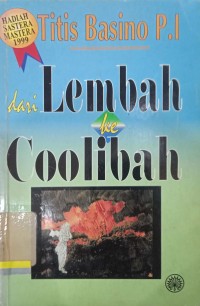 HADIAH
SASTERA
MASTERA
1999
Titis Basino P.I
dari Lembah
ke
Coolibah